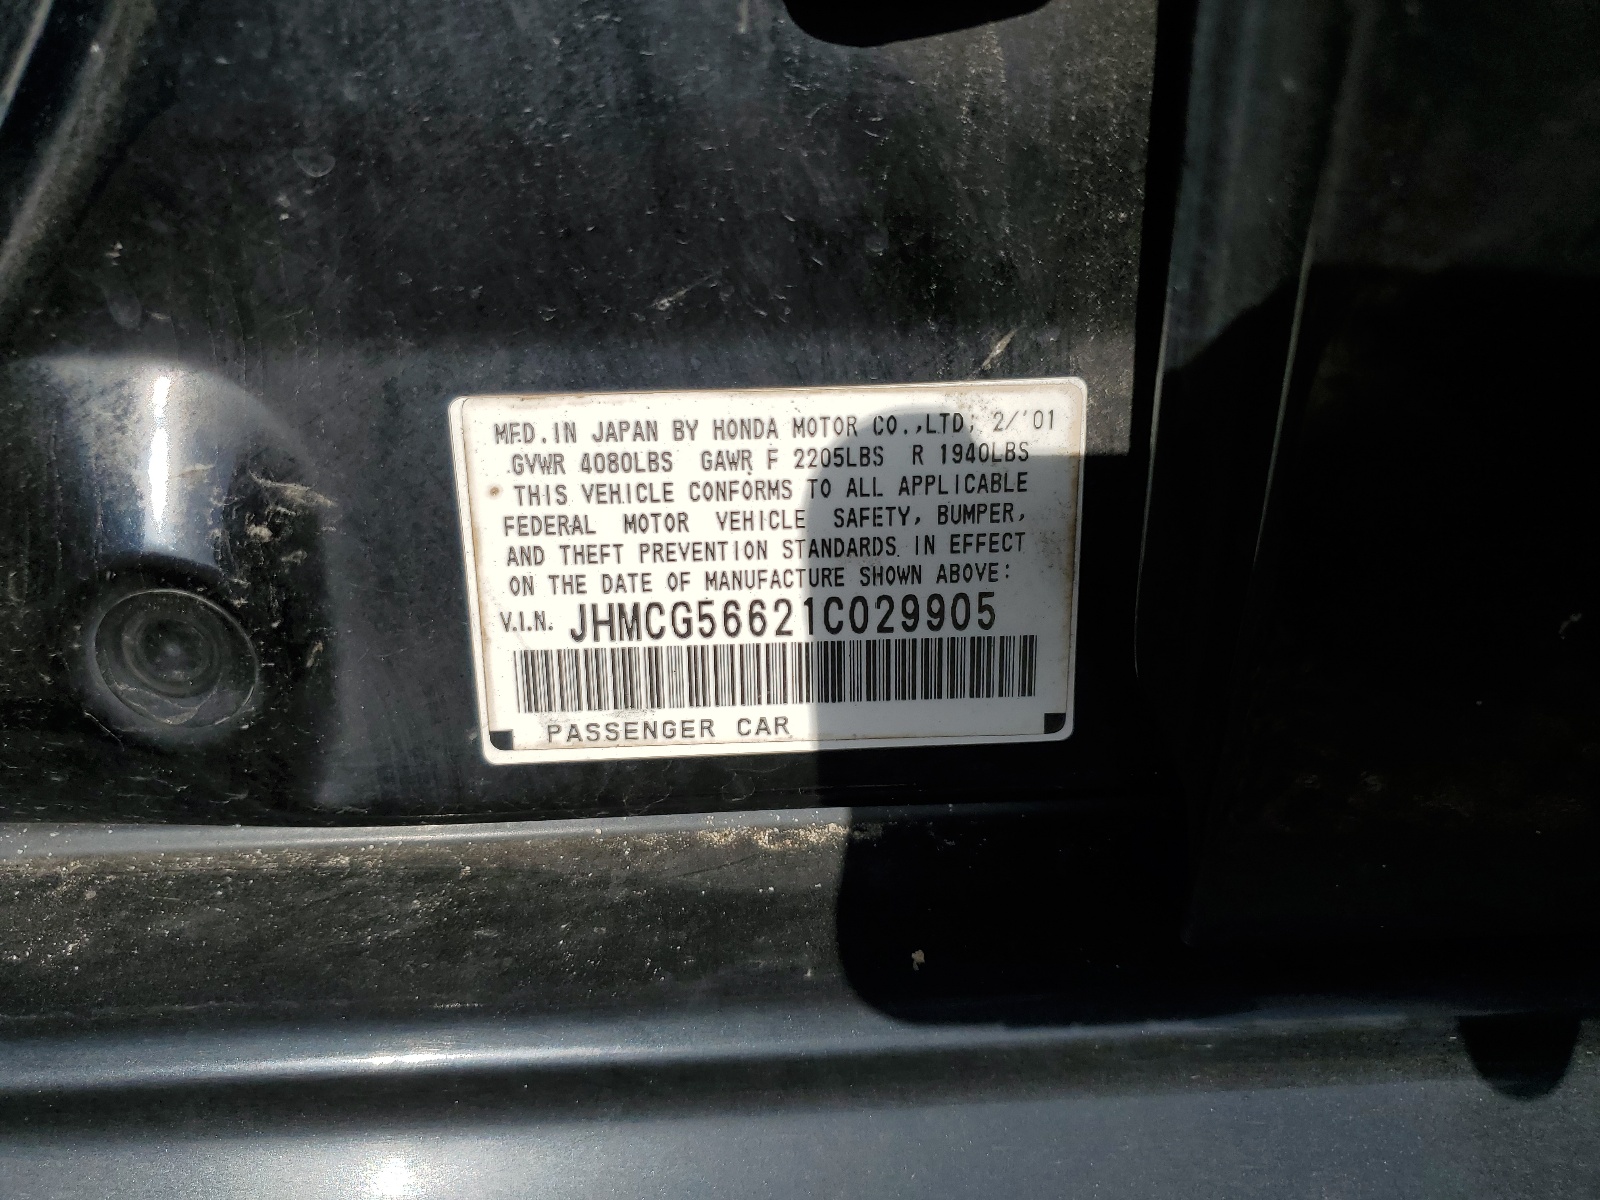 MFD. IN JAPAN BY HONDA MOTOR CO.,LTD; 2/'01
GVWR 4080LBS GAWR F 2205LBS R 1940LBS
THIS VEHICLE CONFORMS TO ALL APPLICABLE
FEDERAL MOTOR VEHICLE SAFETY, BUMPER,
AND THEFT PREVENTION STANDARDS IN EFFECT
ON THE DATE OF MANUFACTURE SHOWN ABOVE:
V.I.N. JHMCG56621C029905
PASSENGER CAR